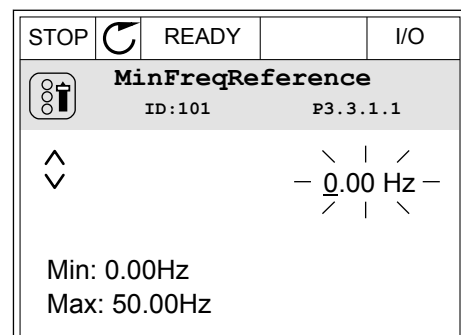 STOP READY I/O
MinFreqReference
ID:101 P3.3.1.1
0.00 Hz
Min: 0.00Hz
Max: 50.00Hz